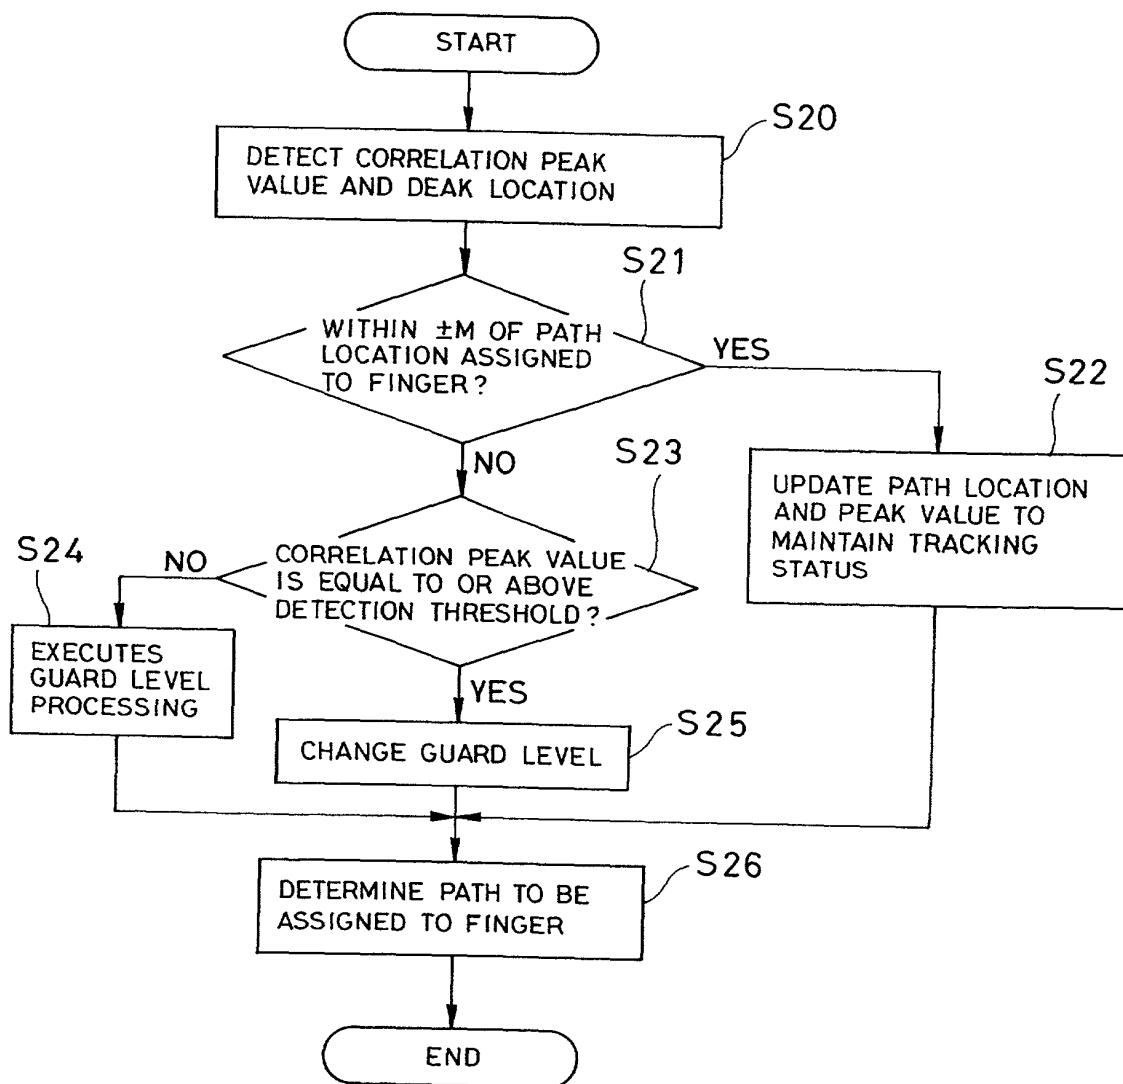 START
S20
DETECT CORRELATION PEAK
VALUE AND DEAK LOCATION
S21
WITHIN ±M OF PATH
LOCATION ASSIGNED
TO FINGER?
YES
S22
UPDATE PATH LOCATION
AND PEAK VALUE TO
MAINTAIN TRACKING
STATUS
NO
S23
CORRELATION PEAK VALUE
IS EQUAL TO OR ABOVE
DETECTION THRESHOLD?
NO
S24
EXECUTES
GUARD LEVEL
PROCESSING
YES
S25
CHANGE GUARD LEVEL
S26
DETERMINE PATH TO BE
ASSIGNED TO FINGER
END